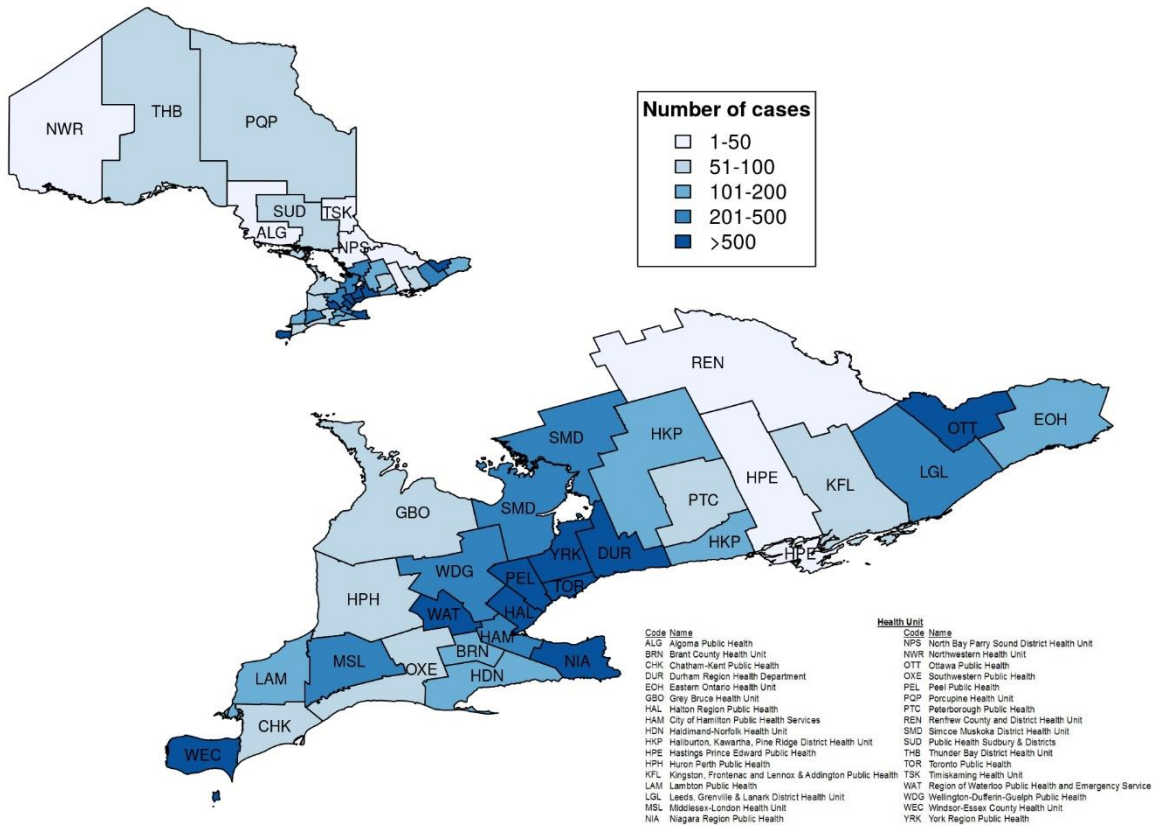 NWR
THB
PQP
SUD
TSK
ALG
NPS
Number of cases
1-50
51-100
101-200
201-500
>500
REN
SMD
HKP
OTT
EOH
LGL
HPE
KFL
PTC
GBO
SMD
HKP
HPE
YRK
DUR
WDG
PEL
TOR
HPH
WAT
HAL
HAM
MSL
OXE
BRN
NIA
LAM
HDN
CHK
WEC
Health Unit
Code Name
ALG Algoma Public Health
BRN Brant County Health Unit
CHK Chatham-Kent Public Health
DUR Durham Region Health Department
EOH Eastern Ontario Health Unit
GBO Grey Bruce Health Unit
HAL Halton Region Public Health
HAM City of Hamilton Public Health Services
HDN Haldimand-Norfolk Health Unit
HKP Haliburton, Kawartha, Pine Ridge District Health Unit
HPE Hastings Prince Edward Public Health
HPH Huron Perth Public Health
KFL Kingston, Frontenac and Lennox & Addington Public Health
LAM Lambton Public Health
LGL Leeds, Grenville & Lanark District Health Unit
MSL Middlesex-London Health Unit
NIA Niagara Region Public Health
Code Name
NPS North Bay Parry Sound District Health Unit
NWR Northwestern Health Unit
OTT Ottawa Public Health
OXE Southwestern Public Health
PEL Peel Public Health
PQP Porcupine Health Unit
PTC Peterborough Public Health
REN Renfrew County and District Health Unit
SMD Simcoe Muskoka District Health Unit
SUD Public Health Sudbury & Districts
THB Thunder Bay District Health Unit
TOR Toronto Public Health
TSK Timiskaming Health Unit
WAT Region of Waterloo Public Health and Emergency Service
WDG Wellington-Dufferin-Guelph Public Health
WEC Windsor-Essex County Health Unit
YRK York Region Public Health